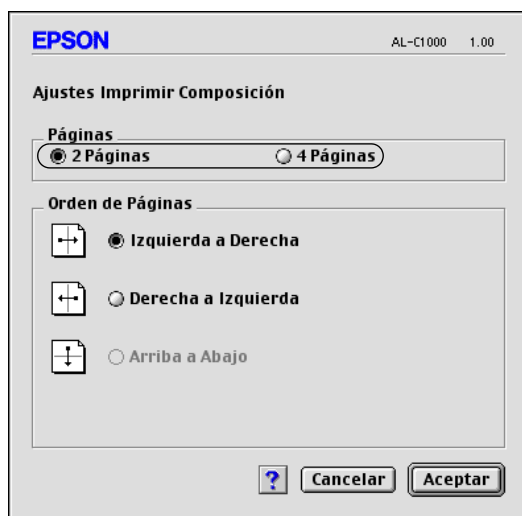 EPSON AL-C1000 1.00
Ajustes Imprimir Composición
Páginas
2 Páginas 4 Páginas
Orden de Páginas
Izquierda a Derecha
Derecha a Izquierda
Arriba a Abajo
? Cancelar Aceptar